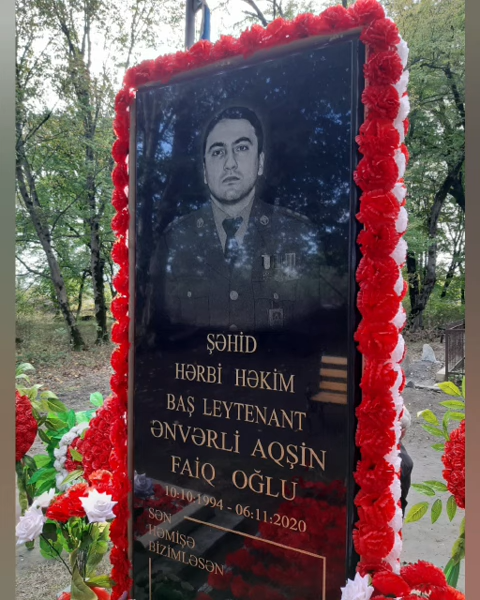 ŞƏHİD
HƏRBİ HƏKİM
BAŞ LEYTENANT
ƏNVƏRLİ AQŞİN
FAİQ OĞLU
10:10:1994 - 06:11:2020
SƏN
HƏMİŞƏ
BİZİMLƏSƏN